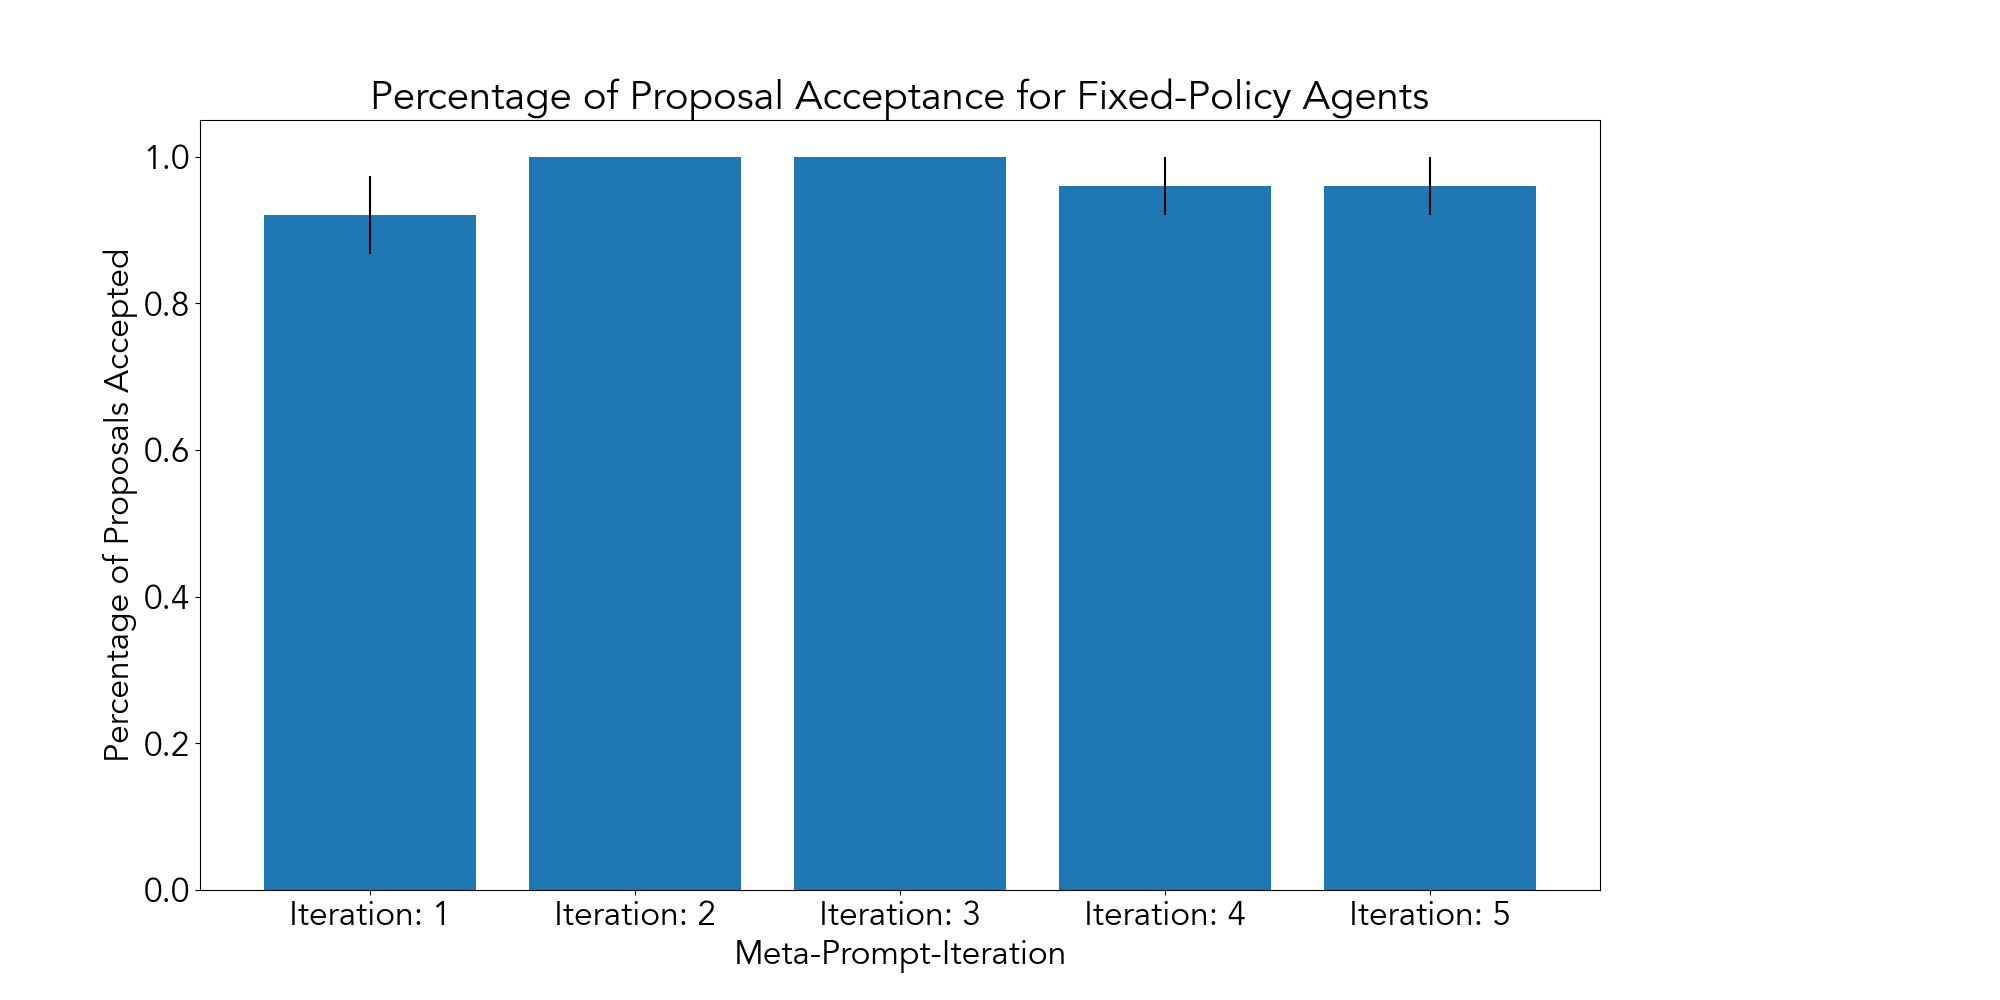 Percentage of Proposal Acceptance for Fixed-Policy Agents
Percentage of Proposals Accepted
1.0
0.8
0.6
0.4
0.2
0.0
Iteration: 1
Iteration: 2
Iteration: 3
Iteration: 4
Iteration: 5
Meta-Prompt-Iteration